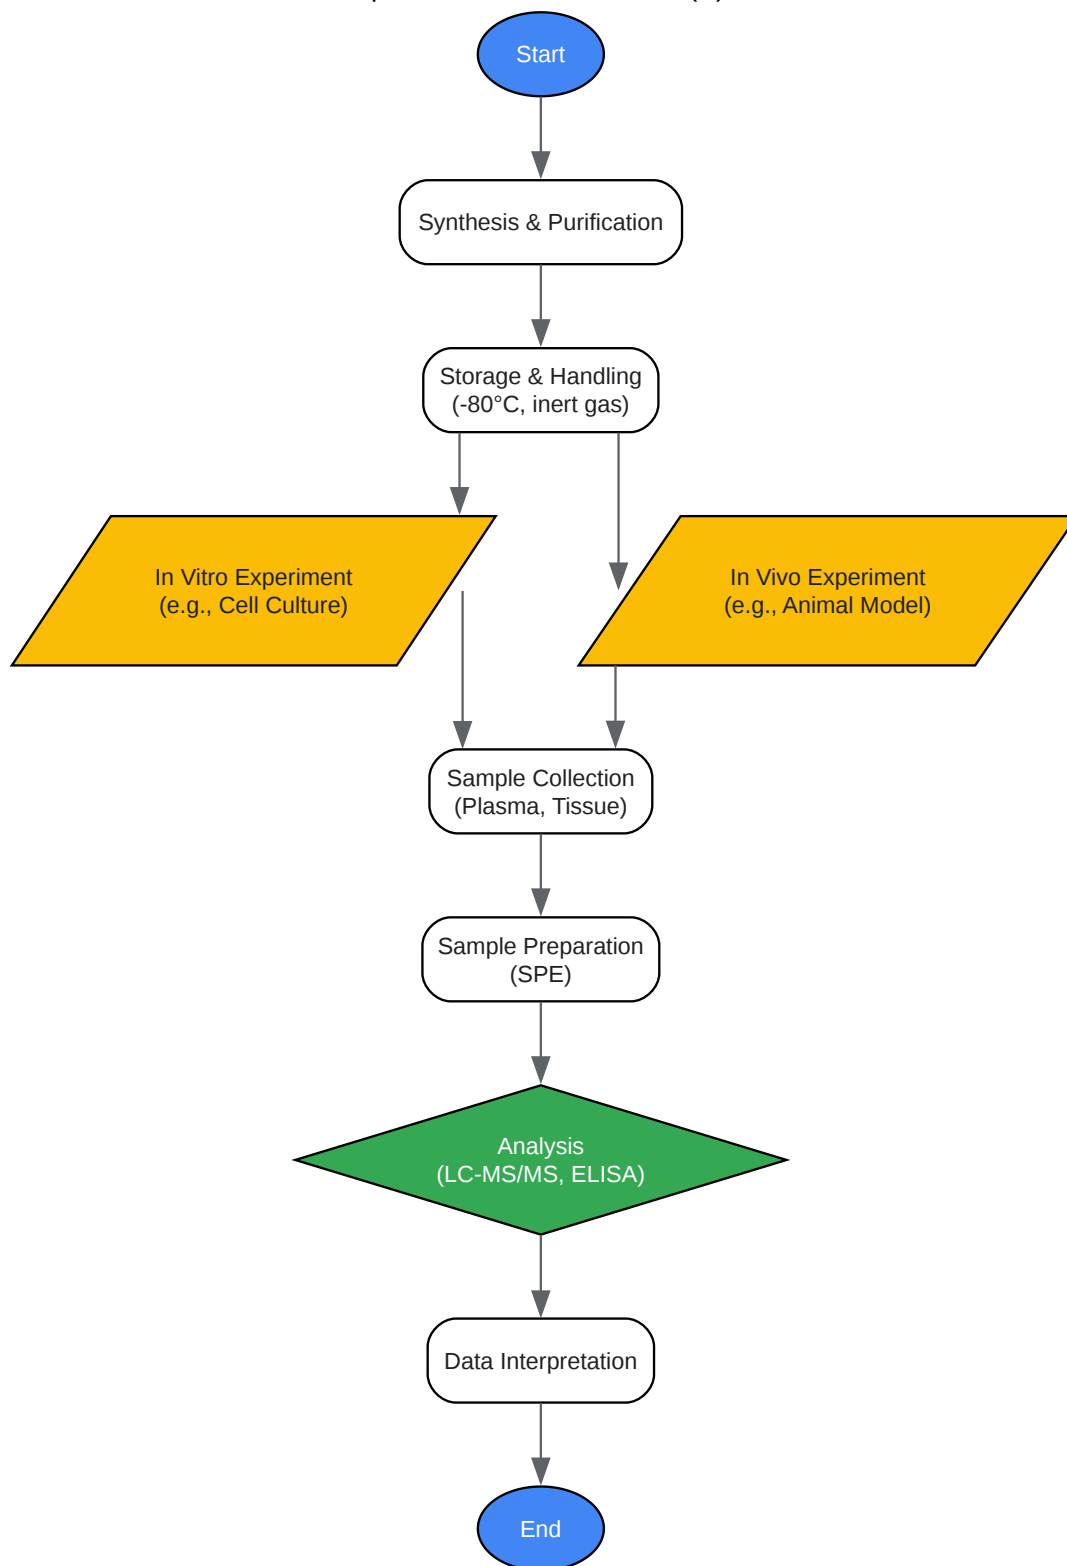 Start
Synthesis & Purification
Storage & Handling
(-80°C, inert gas)
In Vitro Experiment
(e.g., Cell Culture)
In Vivo Experiment
(e.g., Animal Model)
Sample Collection
(Plasma, Tissue)
Sample Preparation
(SPE)
Analysis
(LC-MS/MS, ELISA)
Data Interpretation
End